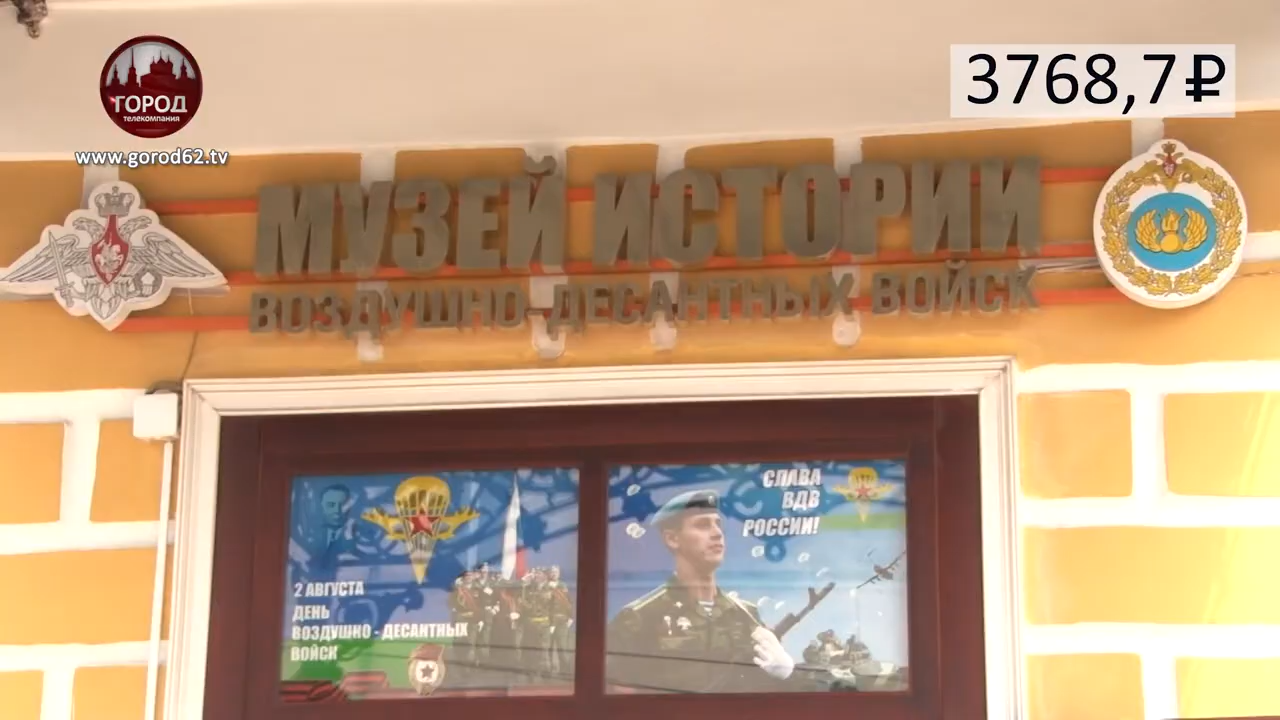 ГОРОД
телекомпания
www.gorod62.tv
3768,7₽
МУЗЕЙ ИСТОРИИ
ВОЗДУШНО-ДЕСАНТНЫХ ВОЙСК
2 АВГУСТА
ДЕНЬ
ВОЗДУШНО - ДЕСАНТНЫХ
ВОЙСК
СЛАВА
ВДВ
РОССИИ!